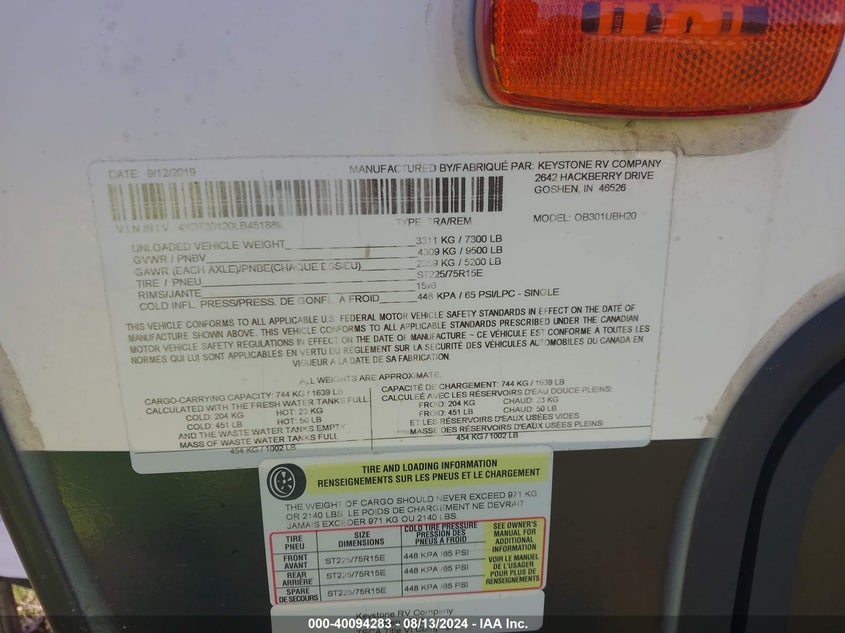 DATE: 9/12/2019
MANUFACTURED BY/FABRIQUÉ PAR: KEYSTONE RV COMPANY
2642 HACKBERRY DRIVE
GOSHEN, IN 46526
V I N /N I V: 4YDT30120LB451889
TYPE: TRA/REM
MODEL: OB301UBH20
UNLOADED VEHICLE WEIGHT 3311 KG / 7300 LB
GVWR / PNBV 4309 KG / 9500 LB
GAWR (EACH AXLE)/PNBE(CHAQUE ESSIEU) 2359 KG / 5200 LB
TIRE / PNEU ST225/75R15E
RIMS/JANTE 15x6
COLD INFL. PRESS/PRESS. DE GONFL A FROID 448 KPA / 65 PSI/LPC - SINGLE
THIS VEHICLE CONFORMS TO ALL APPLICABLE U.S. FEDERAL MOTOR VEHICLE SAFETY STANDARDS IN EFFECT ON THE DATE OF
MANUFACTURE SHOWN ABOVE. THIS VEHICLE CONFORMS TO ALL APPLICABLE STANDARDS PRESCRIBED UNDER THE CANADIAN
MOTOR VEHICLE SAFETY REGULATIONS IN EFFECT ON THE DATE OF MANUFACTURE ~ CE VÉHICULE EST CONFORME A TOUTES LES
NORMES QUI LUI SONT APPLICABLES EN VERTU DU RÈGLEMENT SUR LA SÉCURITÉ DES VÉHICULES AUTOMOBILES DU CANADA EN
VIGUEUR A LA DATE DE SA FABRICATION.
ALL WEIGHTS ARE APPROXIMATE.
CARGO-CARRYING CAPACITY: 744 KG / 1639 LB
CALCULATED WITH THE FRESH WATER TANKS FULL
COLD: 204 KG HOT: 23 KG
COLD: 451 LB HOT: 50 LB
AND THE WASTE WATER TANKS EMPTY
MASS OF WASTE WATER TANKS FULL
454 KG / 1002 LB
CAPACITÉ DE CHARGEMENT: 744 KG / 1639 LB
CALCULÉE AVEC LES RÉSERVOIRS D'EAU DOUCE PLEINS:
FROID: 204 KG CHAUD: 23 KG
FROID: 451 LB CHAUD: 50 LB
ET LES RÉSERVOIRS D'EAUX USÉES VIDES
MASSE DES RÉSERVOIRS D'EAUX USÉES PLEINS:
454 KG / 1002 LB
TIRE AND LOADING INFORMATION
RENSEIGNEMENTS SUR LES PNEUS ET LE CHARGEMENT
THE WEIGHT OF CARGO SHOULD NEVER EXCEED 971 KG
OR 2140 LBS. LE POIDS DE CHARGEMENT NE DEVRAIT
JAMAIS EXCEDER 971 KG OU 2140 LBS.
TIRE
PNEU
SIZE
DIMENSIONS
COLD TIRE PRESSURE
PRESSION DES
PNEUS A FROID
FRONT
AVANT
ST225/75R15E
448 KPA /65 PSI
REAR
ARRIÈRE
ST225/75R15E
448 KPA /65 PSI
SPARE
DE SECOURS
ST225/75R15E
448 KPA /65 PSI
SEE OWNER'S
MANUAL FOR
ADDITIONAL
INFORMATION
VOIR LE MANUEL
DE L'USAGER
POUR PLUS DE
RENSEIGNEMENTS
Keystone RV Company
TSCA Title VI Comp
000-40094283 - 08/13/2024 - IAA Inc.